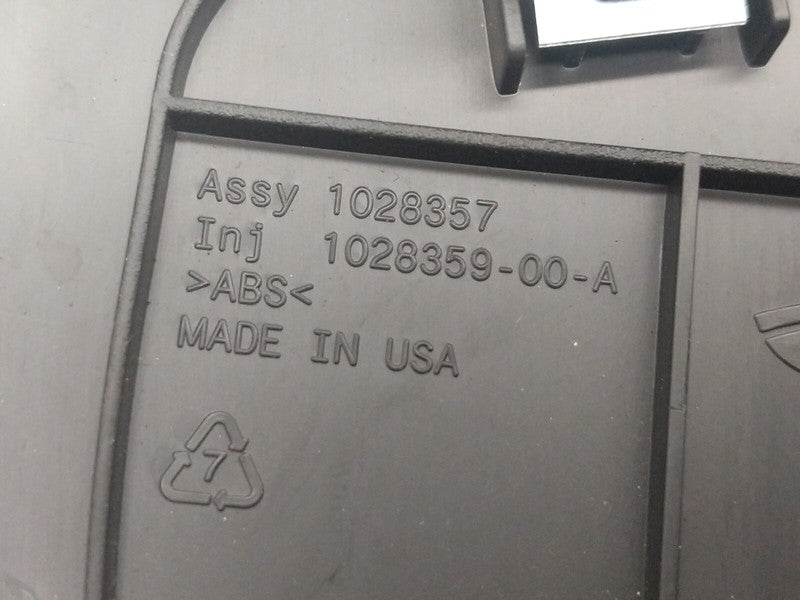 Assy 1028357
Inj 1028359-00-A
>ABS<
MADE IN USA
7